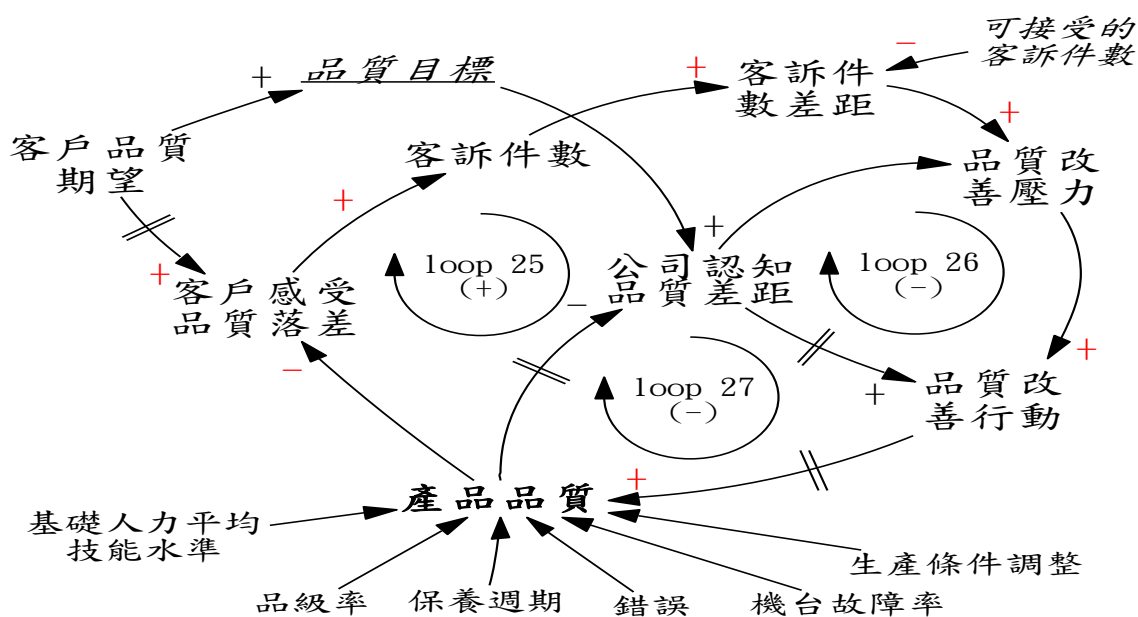 可接受的
客訴件數
+
品質目標
+
−
客訴件
數差距
+
客戶品質
期望
客訴件數
品質改
善壓力
+
+
+
客戶感受
品質落差
loop 25
(+)
−
公司認知
品質差距
loop 26
(−)
+
−
loop 27
(−)
+
品質改
善行動
+
產品品質
基礎人力平均
技能水準
品級率
保養週期
錯誤
機台故障率
生產條件調整